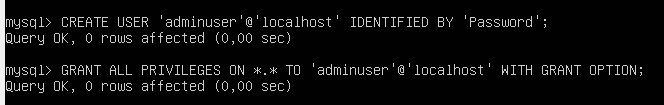 mysql> CREATE USER 'adminuser'@'localhost' IDENTIFIED BY 'Password';
Query OK, 0 rows affected (0,00 sec)
mysql> GRANT ALL PRIVILEGES ON *.* TO 'adminuser'@'localhost' WITH GRANT OPTION;
Query OK, 0 rows affected (0,00 sec)